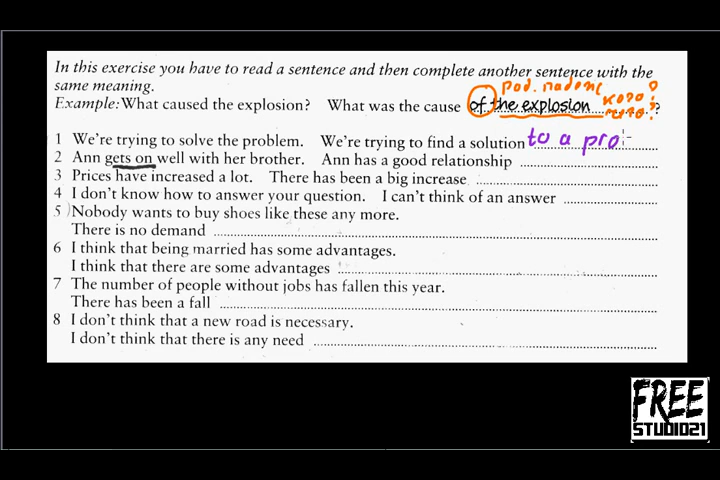 In this exercise you have to read a sentence and then complete another sentence with the
same meaning.
род. падеж
Example: What caused the explosion? What was the cause of the explosion ?
кого?
чего?
1 We're trying to solve the problem. We're trying to find a solution to a pro
2 Ann gets on well with her brother. Ann has a good relationship
3 Prices have increased a lot. There has been a big increase
4 I don't know how to answer your question. I can't think of an answer
5 Nobody wants to buy shoes like these any more.
There is no demand
6 I think that being married has some advantages.
I think that there are some advantages
7 The number of people without jobs has fallen this year.
There has been a fall
8 I don't think that a new road is necessary.
I don't think that there is any need
FREE
STUDIO21